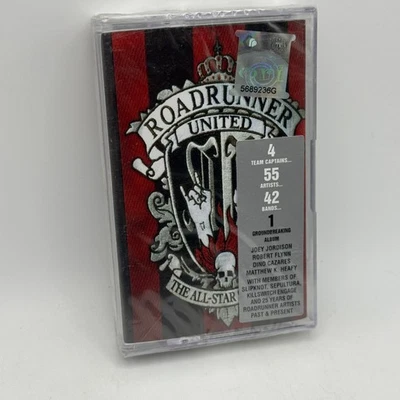 5689236G
ROADRUNNER
UNITED
THE ALL-STAR
4
TEAM CAPTAINS...
55
ARTISTS...
42
BANDS...
1
GROUNDBREAKING
ALBUM
JOEY JORDISON
ROBERT FLYNN
DINO CAZARES
MATTHEW K. HEAFY
WITH MEMBERS OF
SLIPKNOT, SEPULTURA,
KILLSWITCH ENGAGE
AND 25 YEARS OF
ROADRUNNER ARTISTS
PAST & PRESENT